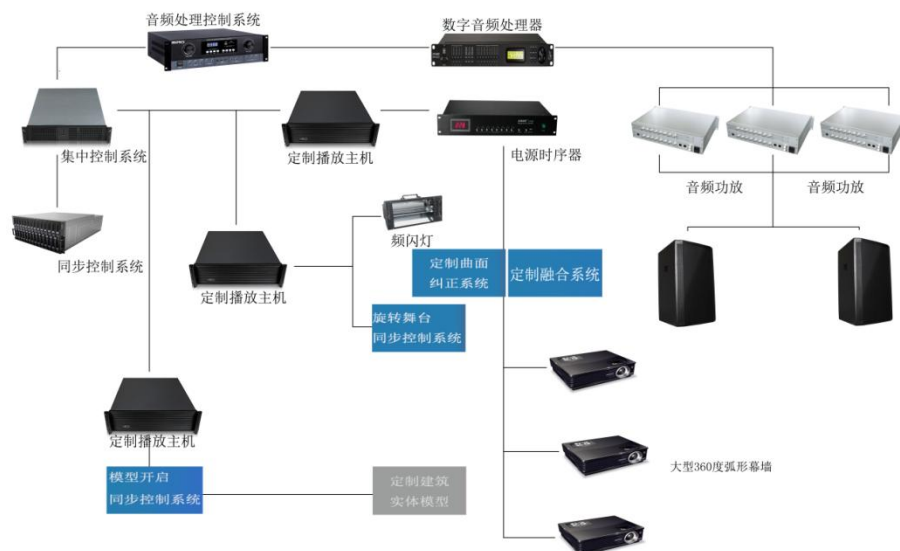 音频处理控制系统
数字音频处理器
集中控制系统
定制播放主机
电源时序器
音频功放
音频功放
同步控制系统
定制播放主机
频闪灯
定制曲面
纠正系统
定制融合系统
旋转舞台
同步控制系统
定制播放主机
大型360度弧形幕墙
模型开启
同步控制系统
定制建筑
实体模型